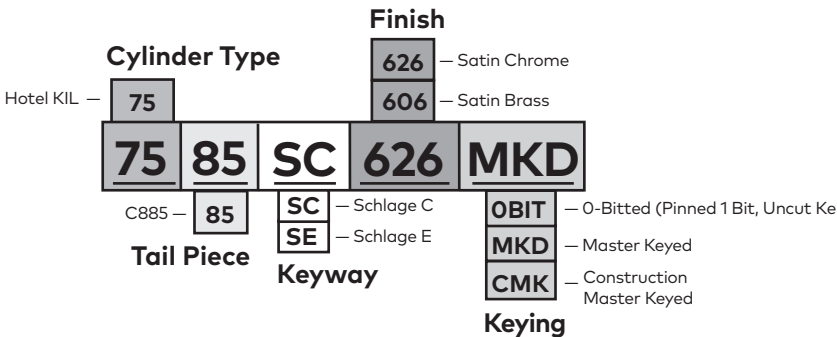 Finish
Cylinder Type
626 – Satin Chrome
Hotel KIL – 75
606 – Satin Brass
75 85 SC 626 MKD
C885 – 85
SC – Schlage C
0BIT – 0-Bitted (Pinned 1 Bit, Uncut Ke
SE – Schlage E
MKD – Master Keyed
Tail Piece
Keyway
CMK – Construction
Master Keyed
Keying